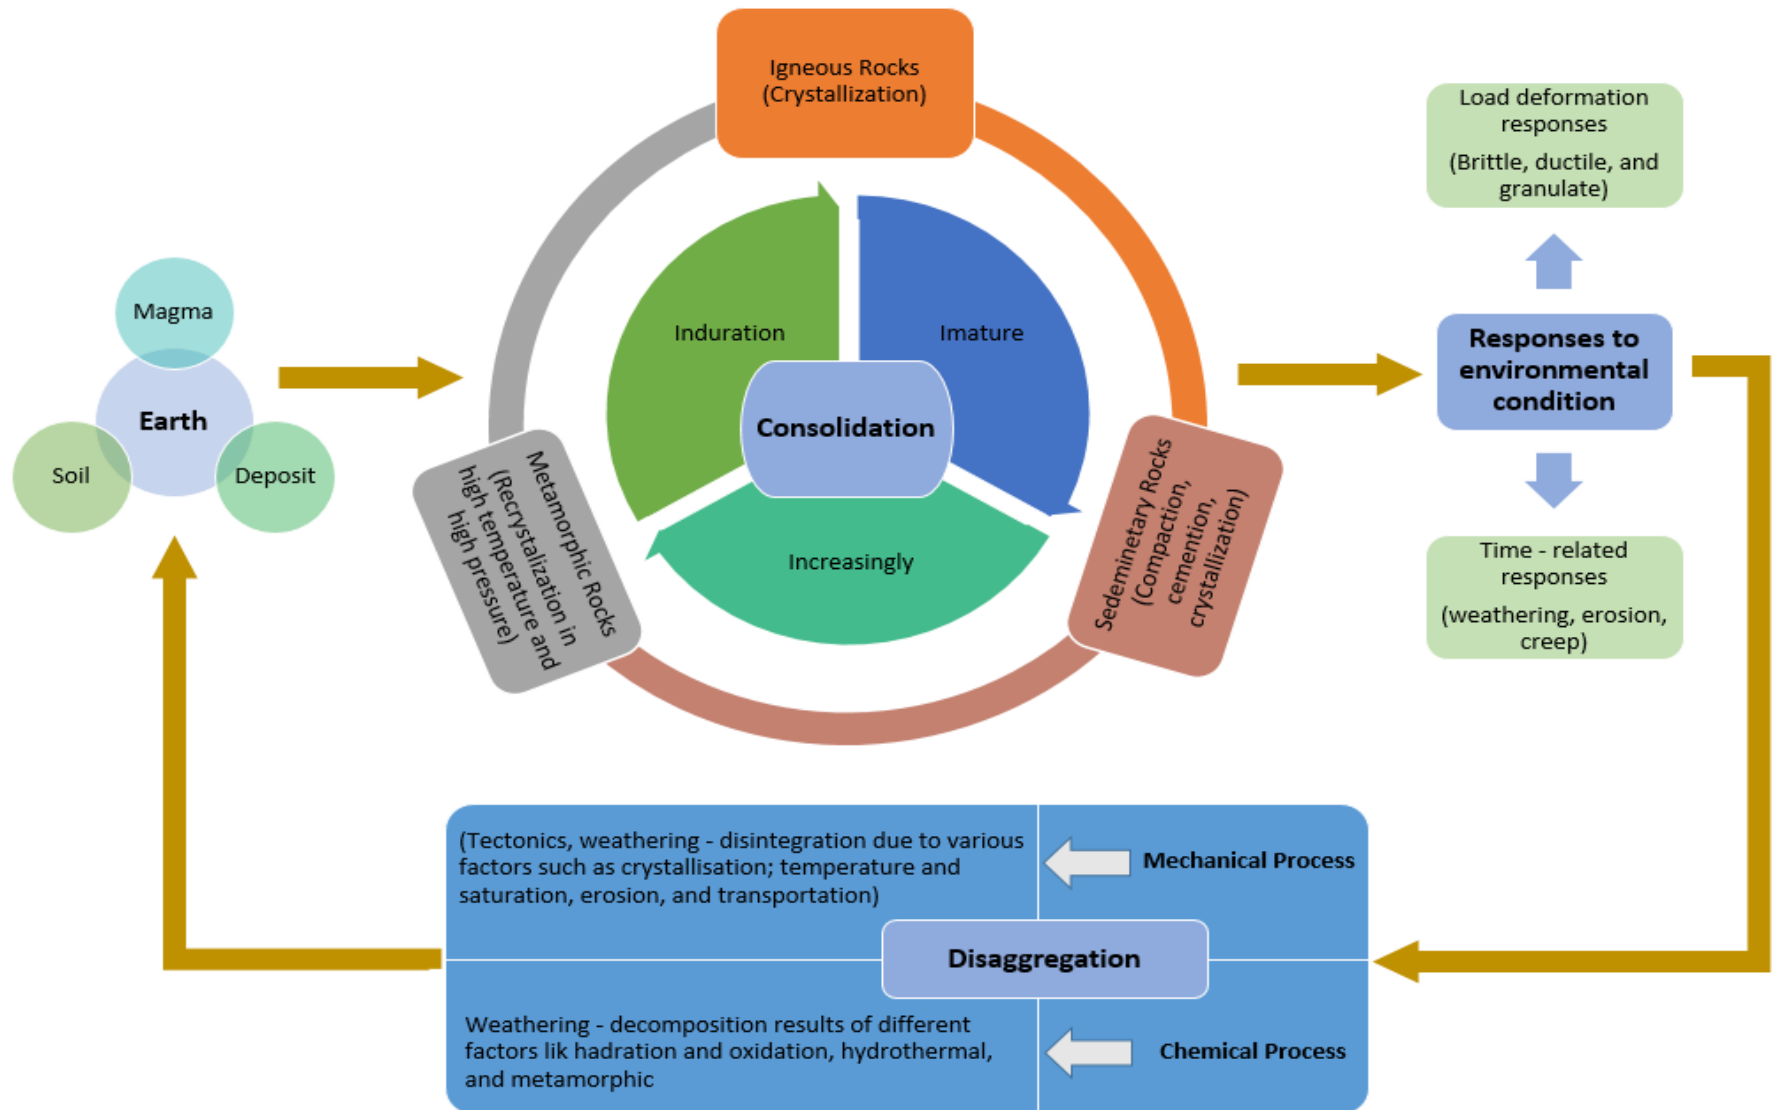 Igneous Rocks
(Crystallization)
Load deformation
responses
(Brittle, ductile, and
granulate)
Magma
Earth
Soil
Deposit
Induration
Imature
Consolidation
Increasingly
Metamorphic Rocks
(Recrystalization in
high temperature and
high pressure)
Sedeminetary Rocks
(Compaction,
cemention,
crystallization)
Responses to
environmental
condition
Time - related
responses
(weathering, erosion,
creep)
(Tectonics, weathering - disintegration due to various
factors such as crystallisation; temperature and
saturation, erosion, and transportation)
Mechanical Process
Disaggregation
Weathering - decomposition results of different
factors lik hadration and oxidation, hydrothermal,
and metamorphic
Chemical Process